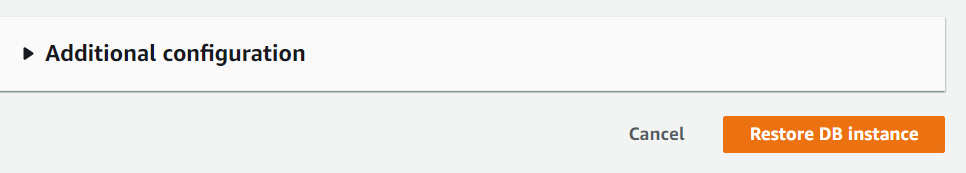 Additional configuration
Cancel
Restore DB instance